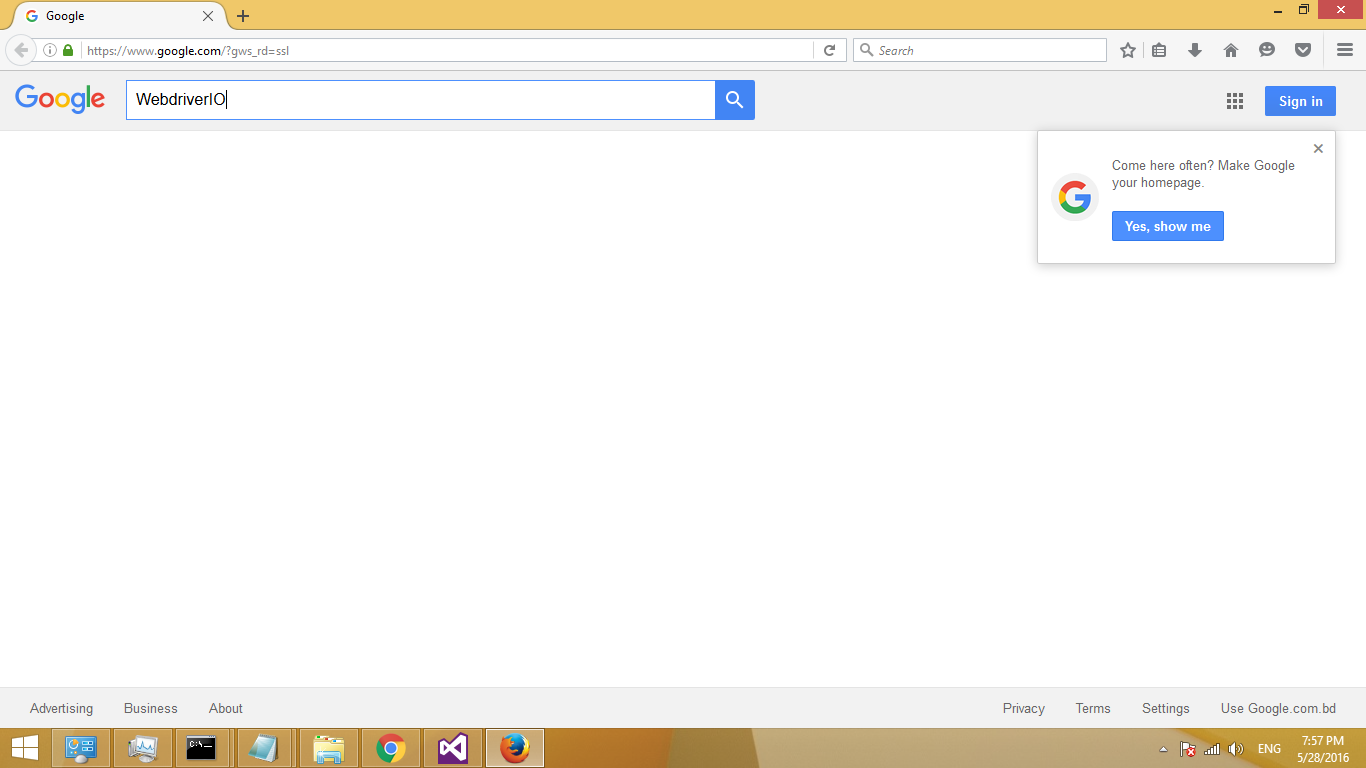 Google
https://www.google.com/?gws_rd=ssl
Search
Google
WebdriverIO
Sign in
Come here often? Make Google
your homepage.
Yes, show me
Advertising
Business
About
Privacy
Terms
Settings
Use Google.com.bd
C:\_
ENG
7:57 PM
5/28/2016